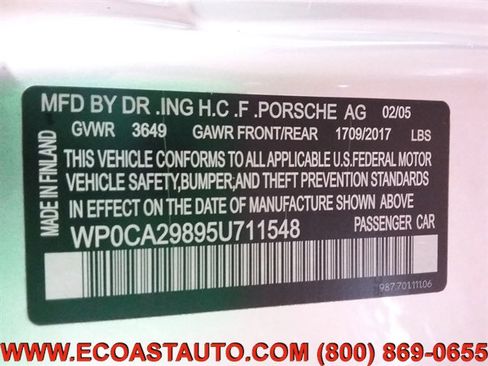 MFD BY DR .ING H.C .F .PORSCHE AG 02/05
GVWR 3649 GAWR FRONT/REAR 1709/2017 LBS
MADE IN FINLAND
THIS VEHICLE CONFORMS TO ALL APPLICABLE U.S.FEDERAL MOTOR
VEHICLE SAFETY,BUMPER,AND THEFT PREVENTION STANDARDS
IN EFFECT ON THE DATE OF MANUFACTURE SHOWN ABOVE
WP0CA29895U711548 PASSENGER CAR
987.701.111.06
WWW.ECOASTAUTO.COM (800) 869-0655